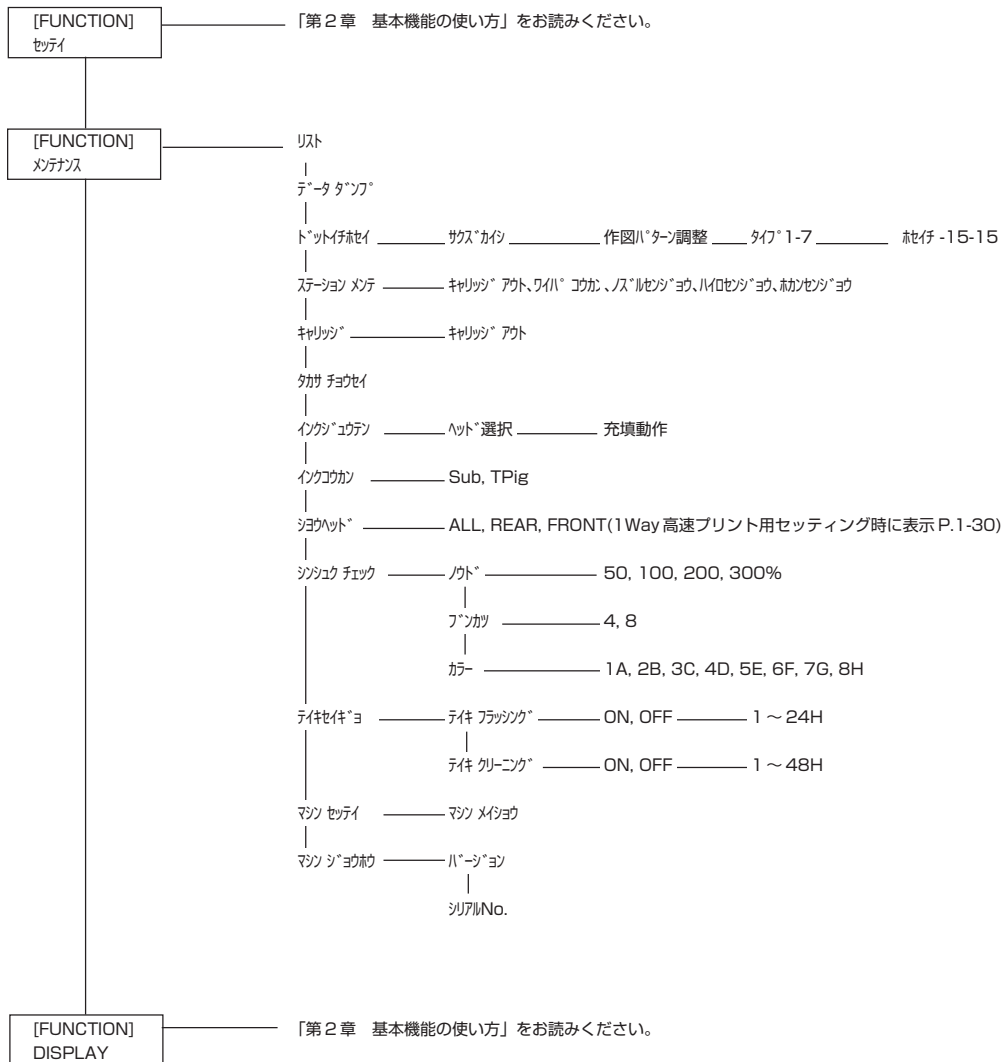 [FUNCTION] 「第２章　基本機能の使い方」をお読みください。
ｾｯﾃｲ
[FUNCTION] ﾘｽﾄ
ﾒﾝﾃﾅﾝｽ
ﾃﾞｰﾀ ﾀﾞﾝﾌﾟ
ﾄﾞｯﾄｲﾁﾎｾｲ ｻｸｽﾞｶｲｼ 作図ﾊﾟﾀｰﾝ調整 ﾀｲﾌﾟ1-7 ﾎｾｲﾁ -15-15
ｽﾃｰｼｮﾝ ﾒﾝﾃ ｷｬﾘｯｼﾞ ｱｳﾄ、ﾜｲﾊﾟ ｺｳｶﾝ、ﾉｽﾞﾙｾﾝｼﾞｮｳ、ﾊｲﾛｾﾝｼﾞｮｳ、ﾎｶﾝｾﾝｼﾞｮｳ
ｷｬﾘｯｼﾞ ｷｬﾘｯｼﾞ ｱｳﾄ
ﾀｶｻ ﾁｮｳｾｲ
ｲﾝｸｼﾞｭｳﾃﾝ ﾍｯﾄﾞ選択 充填動作
ｲﾝｸｺｳｶﾝ Sub, TPig
ｼﾖｳﾍｯﾄﾞ ALL, REAR, FRONT(1Way 高速プリント用セッティング時に表示 P.1-30)
ｼﾝｼｭｸ ﾁｪｯｸ ﾉｳﾄﾞ 50, 100, 200, 300%
ﾌﾞﾝｶﾂ 4, 8
ｶﾗｰ 1A, 2B, 3C, 4D, 5E, 6F, 7G, 8H
ﾃｲｷｾｲｷﾞｮ ﾃｲｷ ﾌﾗｯｼﾝｸﾞ ON, OFF 1 ～ 24H
ﾃｲｷ ｸﾘｰﾆﾝｸﾞ ON, OFF 1 ～ 48H
ﾏｼﾝ ｾｯﾃｲ ﾏｼﾝ ﾒｲｼｮｳ
ﾏｼﾝ ｼﾞｮｳﾎｳ ﾊﾞｰｼﾞｮﾝ
ｼﾘｱﾙNo.
[FUNCTION] 「第２章　基本機能の使い方」をお読みください。
DISPLAY